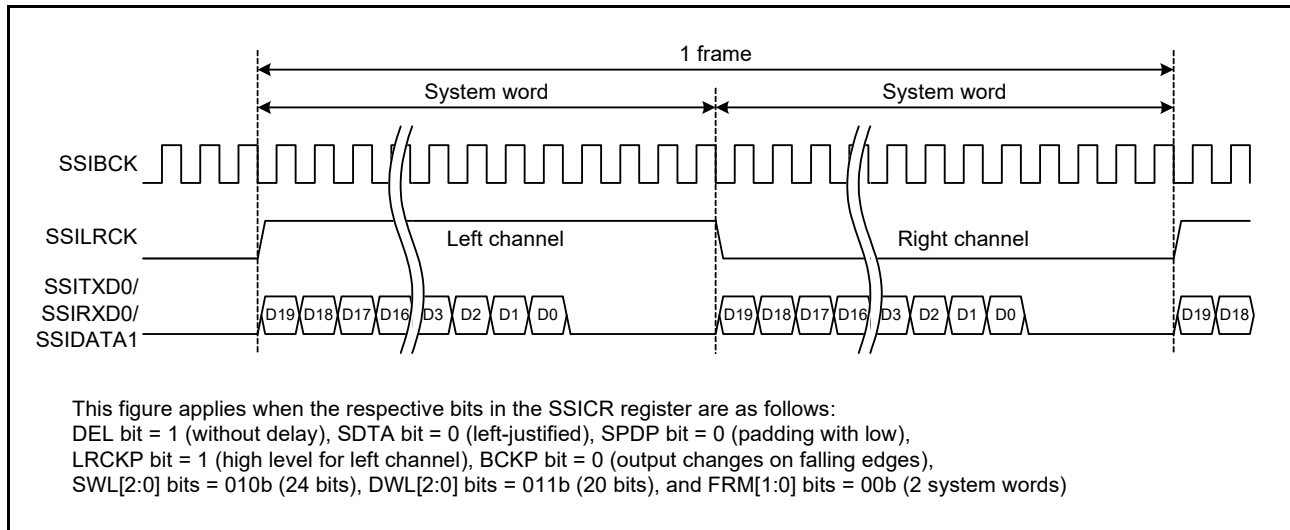 1 frame
System word System word
SSIBCK
SSILRCK Left channel Right channel
SSITXD0/
SSIRXD0/
SSIDATA1
D19 D18 D17 D16 D3 D2 D1 D0 D19 D18 D17 D16 D3 D2 D1 D0 D19 D18
This figure applies when the respective bits in the SSICR register are as follows:
DEL bit = 1 (without delay), SDTA bit = 0 (left-justified), SPDP bit = 0 (padding with low),
LRCKP bit = 1 (high level for left channel), BCKP bit = 0 (output changes on falling edges),
SWL[2:0] bits = 010b (24 bits), DWL[2:0] bits = 011b (20 bits), and FRM[1:0] bits = 00b (2 system words)